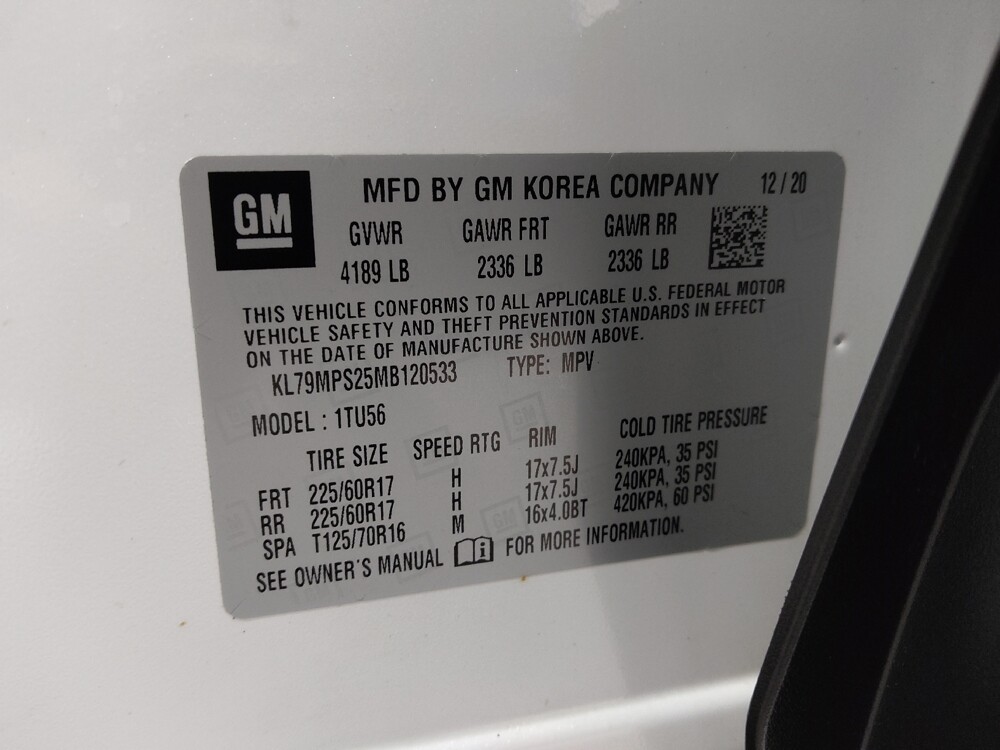 GM
MFD BY GM KOREA COMPANY 12 / 20
GVWR GAWR FRT GAWR RR
4189 LB 2336 LB 2336 LB
THIS VEHICLE CONFORMS TO ALL APPLICABLE U.S. FEDERAL MOTOR
VEHICLE SAFETY AND THEFT PREVENTION STANDARDS IN EFFECT
ON THE DATE OF MANUFACTURE SHOWN ABOVE.
KL79MPS25MB120533 TYPE: MPV
MODEL : 1TU56
TIRE SIZE SPEED RTG RIM COLD TIRE PRESSURE
FRT 225/60R17 H 17x7.5J 240KPA, 35 PSI
RR 225/60R17 H 17x7.5J 240KPA, 35 PSI
SPA T125/70R16 M 16x4.0BT 420KPA, 60 PSI
SEE OWNER'S MANUAL FOR MORE INFORMATION.